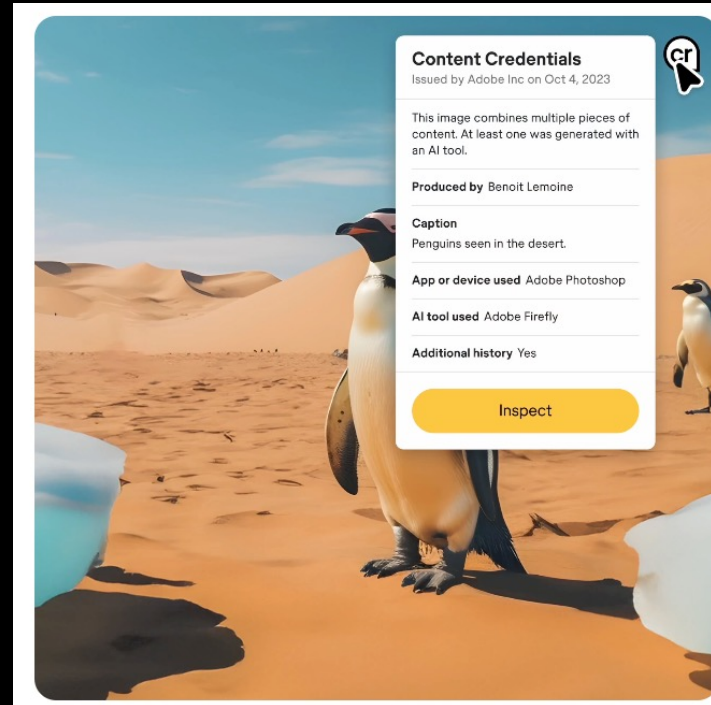 cr
Content Credentials
Issued by Adobe Inc on Oct 4, 2023
This image combines multiple pieces of
content. At least one was generated with
an AI tool.
Produced by Benoit Lemoine
Caption
Penguins seen in the desert.
App or device used Adobe Photoshop
AI tool used Adobe Firefly
Additional history Yes
Inspect